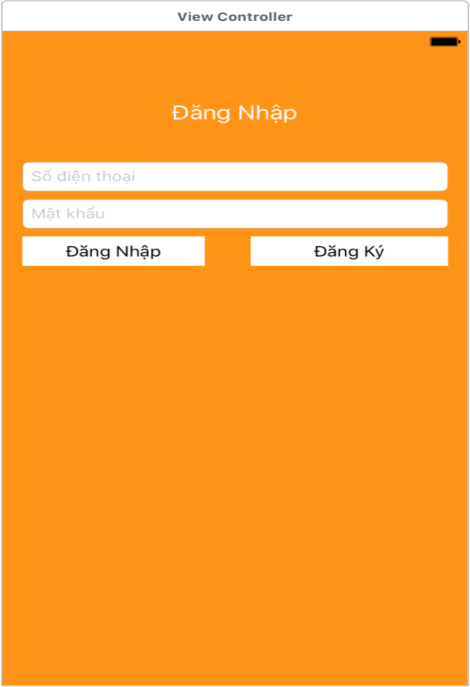 View Controller
Đăng Nhập
Số điện thoại
Mật khẩu
Đăng Nhập
Đăng Ký